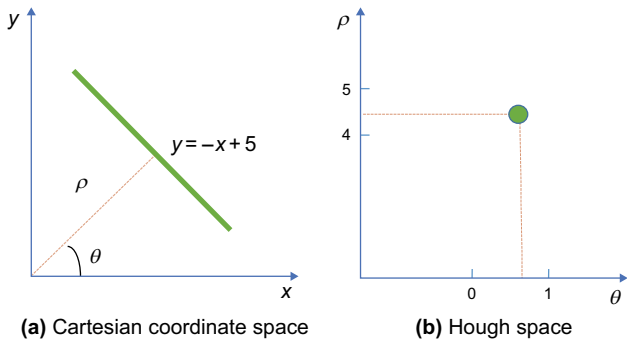 y
y = −x + 5
ρ
θ
x
(a) Cartesian coordinate space
ρ
5
4
0
1
θ
(b) Hough space